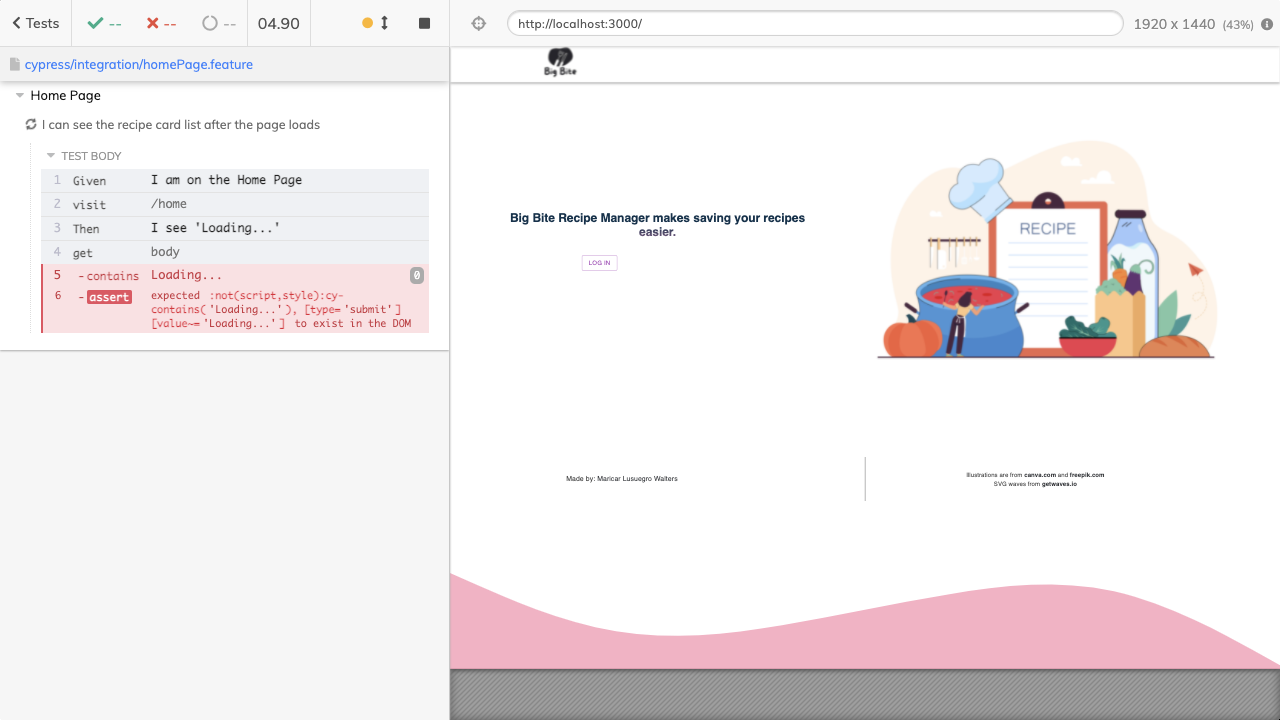 Tests
--
--
--
04.90
http://localhost:3000/
1920 x 1440 (43%)
cypress/integration/homePage.feature
Home Page
I can see the recipe card list after the page loads
TEST BODY
1 Given I am on the Home Page
2 visit /home
3 Then I see 'Loading...'
4 get body
5 - contains Loading... 0
6 - assert expected :not(script,style):cy-
contains('Loading...'), [type='submit']
[value~='Loading...'] to exist in the DOM
Big Bite
Big Bite Recipe Manager makes saving your recipes
easier.
LOG IN
RECIPE
Made by: Maricar Lusuegro Walters
Illustrations are from canva.com and freepik.com
SVG waves from getwaves.io